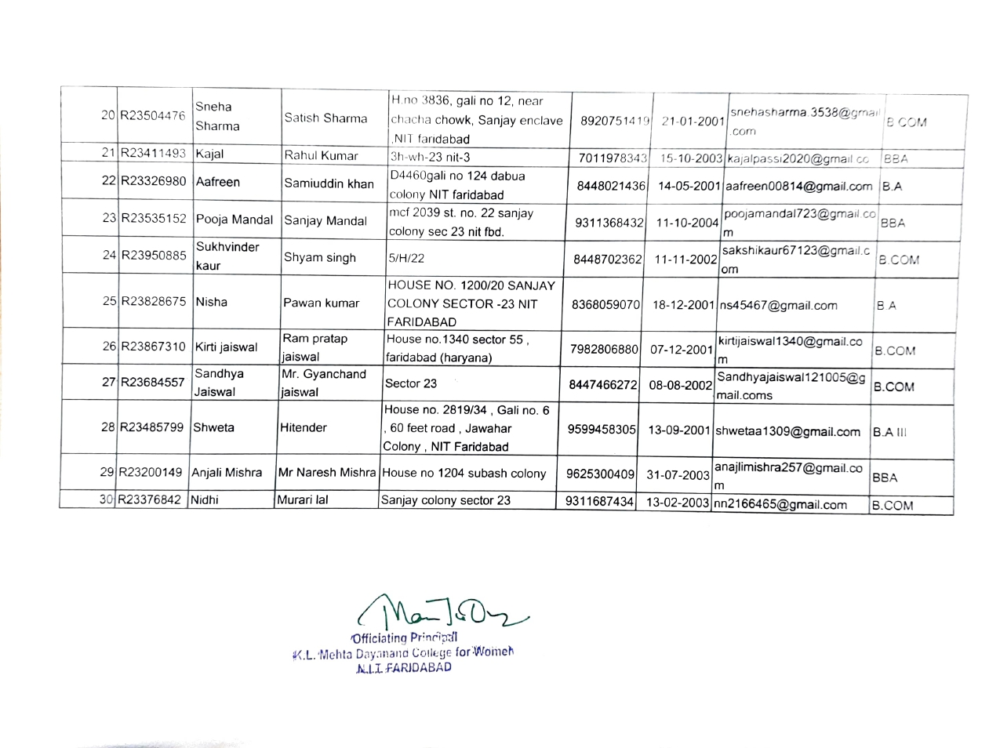 20 R23504476 Sneha Sharma Satish Sharma H.no 3836, gali no 12, near chacha chowk, Sanjay enclave ,NIT faridabad 8920751419 21-01-2001 snehasharma.3538@gmail.com B.COM
21 R23411493 Kajal Rahul Kumar 3h-wh-23 nit-3 7011978343 15-10-2003 kajalpassi2020@gmail.co BBA
22 R23326980 Aafreen Samiuddin khan D4460gali no 124 dabua colony NIT faridabad 8448021436 14-05-2001 aafreen00814@gmail.com B.A
23 R23535152 Pooja Mandal Sanjay Mandal mcf 2039 st. no. 22 sanjay colony sec 23 nit fbd. 9311368432 11-10-2004 poojamandal723@gmail.com BBA
24 R23950885 Sukhvinder kaur Shyam singh 5/H/22 8448702362 11-11-2002 sakshikaur67123@gmail.com B.COM
25 R23828675 Nisha Pawan kumar HOUSE NO. 1200/20 SANJAY COLONY SECTOR -23 NIT FARIDABAD 8368059070 18-12-2001 ns45467@gmail.com B.A
26 R23867310 Kirti jaiswal Ram pratap jaiswal House no.1340 sector 55 , faridabad (haryana) 7982806880 07-12-2001 kirtijaiswal1340@gmail.com B.COM
27 R23684557 Sandhya Jaiswal Mr. Gyanchand jaiswal Sector 23 8447466272 08-08-2002 Sandhyajaiswal121005@gmail.coms B.COM
28 R23485799 Shweta Hitender House no. 2819/34 , Gali no. 6 , 60 feet road , Jawahar Colony , NIT Faridabad 9599458305 13-09-2001 shwetaa1309@gmail.com B.A III
29 R23200149 Anjali Mishra Mr Naresh Mishra House no 1204 subash colony 9625300409 31-07-2003 anajlimishra257@gmail.com BBA
30 R23376842 Nidhi Murari lal Sanjay colony sector 23 9311687434 13-02-2003 nn2166465@gmail.com B.COM
Officiating Principal
K.L. Mehta Dayanand College for Women
N.I.T. FARIDABAD